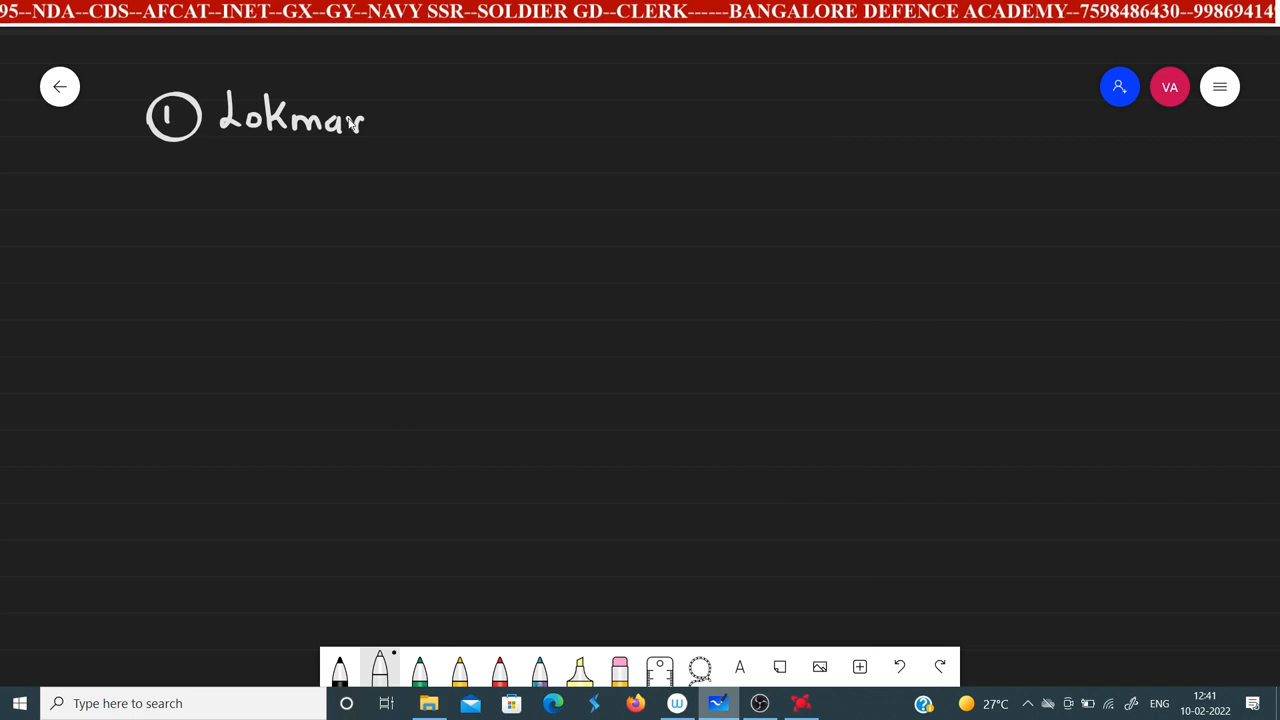 95--NDA--CDS--AFCAT--INET--GX--GY--NAVY SSR--SOLDIER GD--CLERK------BANGALORE DEFENCE ACADEMY--7598486430--99869414
VA
1 Lokmar
A
Type here to search
27°C
ENG
12:41
10-02-2022